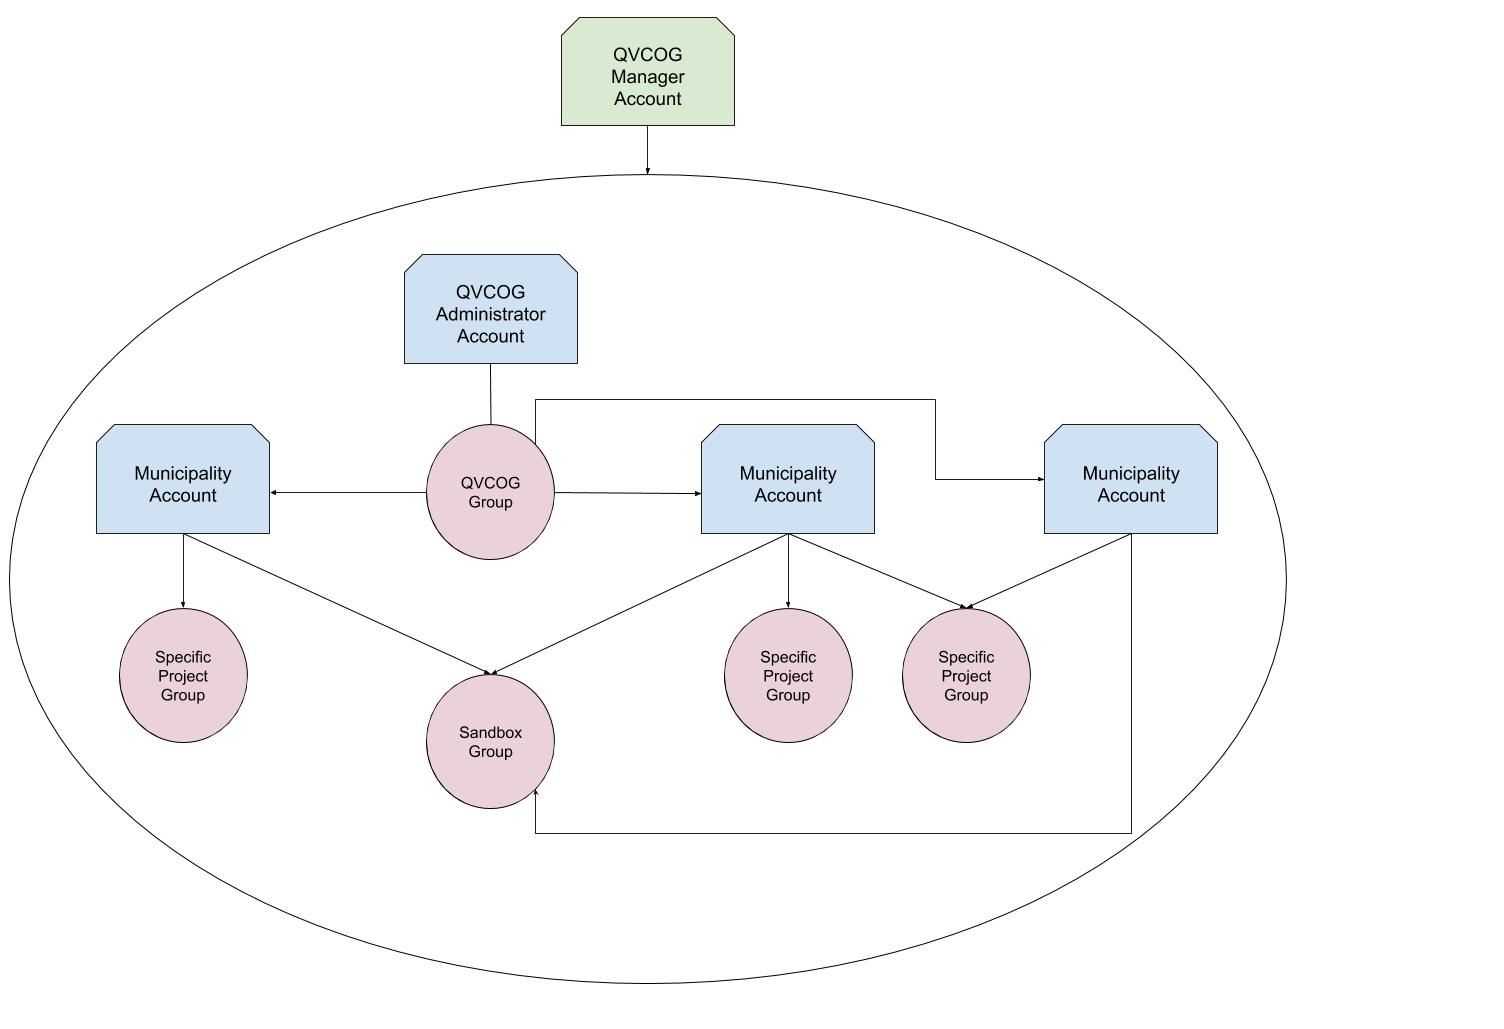 QVCOG
Manager
Account
QVCOG
Administrator
Account
Municipality
Account
QVCOG
Group
Municipality
Account
Municipality
Account
Specific
Project
Group
Sandbox
Group
Specific
Project
Group
Specific
Project
Group